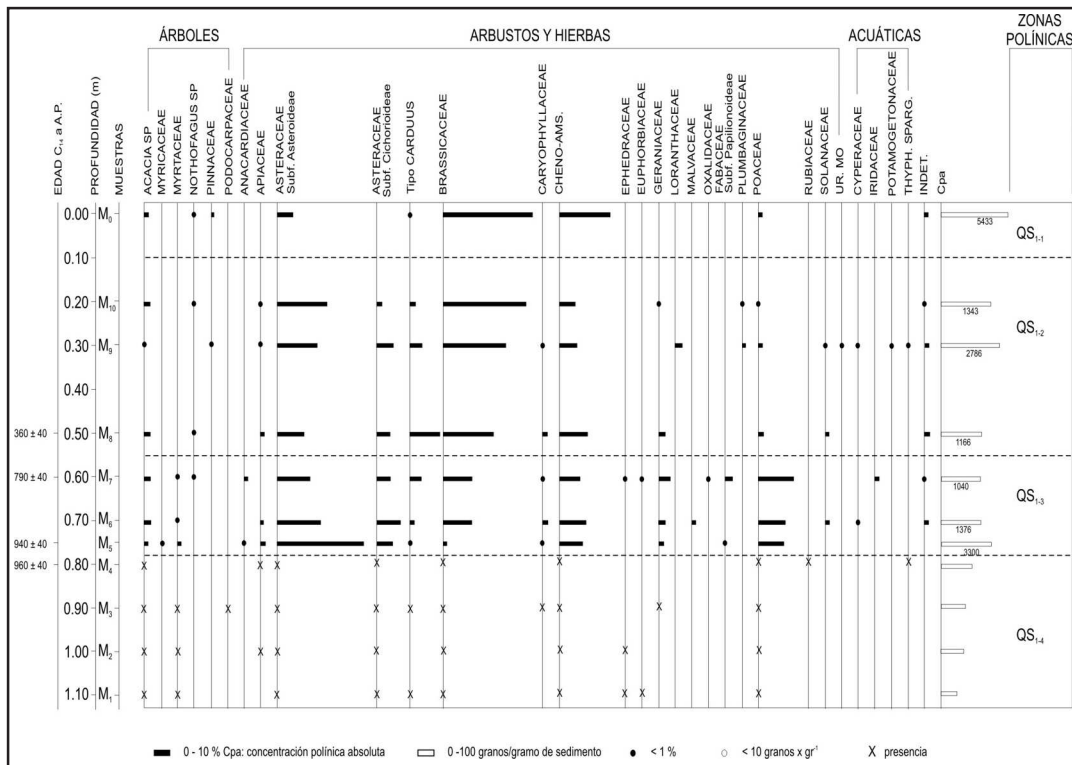 ÁRBOLES
ARBUSTOS Y HIERBAS
ACUÁTICAS
ZONAS
POLÍNICAS
EDAD C₁₄ a A.P.
PROFUNDIDAD (m)
MUESTRAS
ACACIA SP
MYRICACEAE
MYRTACEAE
NOTHOFAGUS SP
PINNACEAE
PODOCARPACEAE
ANACARDIACEAE
APIACEAE
ASTERACEAE
Subf. Asteroideae
ASTERACEAE
Subf. Cichorioideae
Tipo CARDUUS
BRASSICACEAE
CARYOPHYLLACEAE
CHENO-AMS.
EPHEDRACEAE
EUPHORBIACEAE
GERANIACEAE
LORANTHACEAE
MALVACEAE
OXALIDACEAE
FABACEAE
Subf. Papilionoideae
PLUMBAGINACEAE
POACEAE
RUBIACEAE
SOLANACEAE
UR. MO
CYPERACEAE
IRIDACEAE
POTAMOGETONACEAE
THYPH. SPARG.
INDET.
Cpa
0.00 M₀ 5433 QS₁₋₁
0.10
0.20 M₁₀ 1343
QS₁₋₂
0.30 M₉ 2786
0.40
360 ± 40 0.50 M₈ 1166
790 ± 40 0.60 M₇ 1040 QS₁₋₃
0.70 M₆ 1376
940 ± 40 M₅ 3300
960 ± 40 0.80 M₄
0.90 M₃ QS₁₋₄
1.00 M₂
1.10 M₁
0 - 10 % Cpa: concentración polínica absoluta
0 -100 granos/gramo de sedimento
< 1 %
< 10 granos x gr⁻¹
X presencia